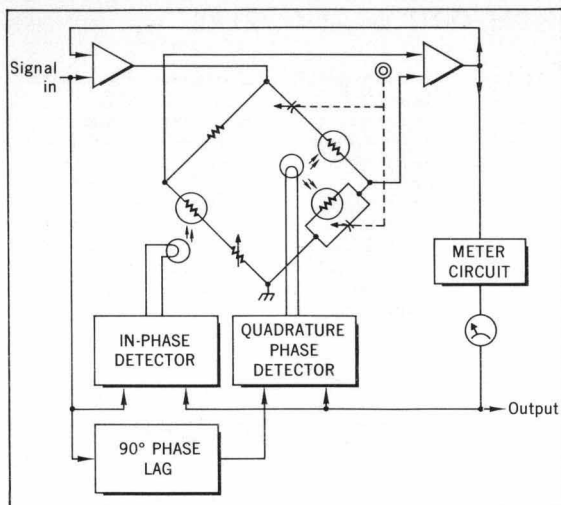 Signal
in
METER
CIRCUIT
IN-PHASE
DETECTOR
QUADRATURE
PHASE
DETECTOR
Output
90° PHASE
LAG